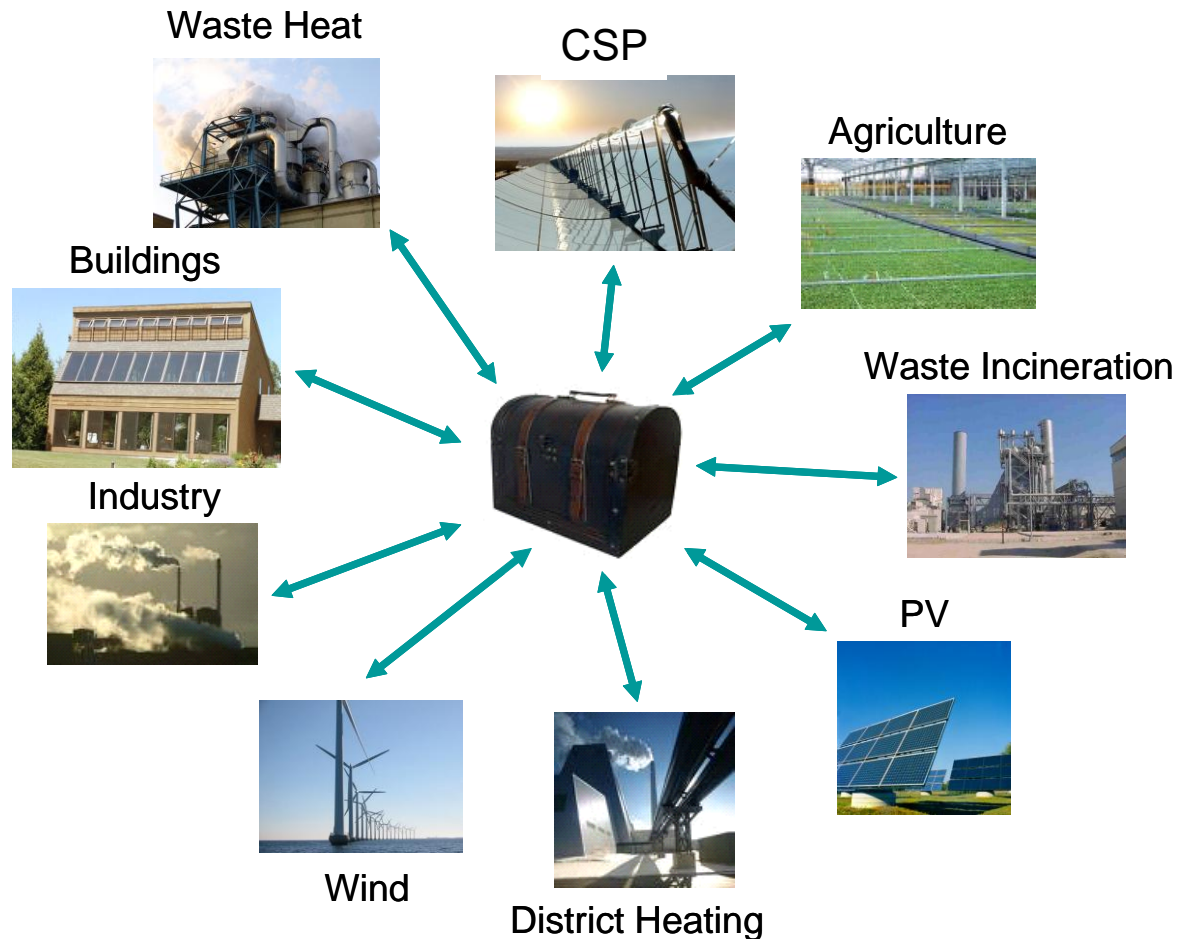 Waste Heat
CSP
Agriculture
Buildings
Waste Incineration
Industry
PV
Wind
District Heating